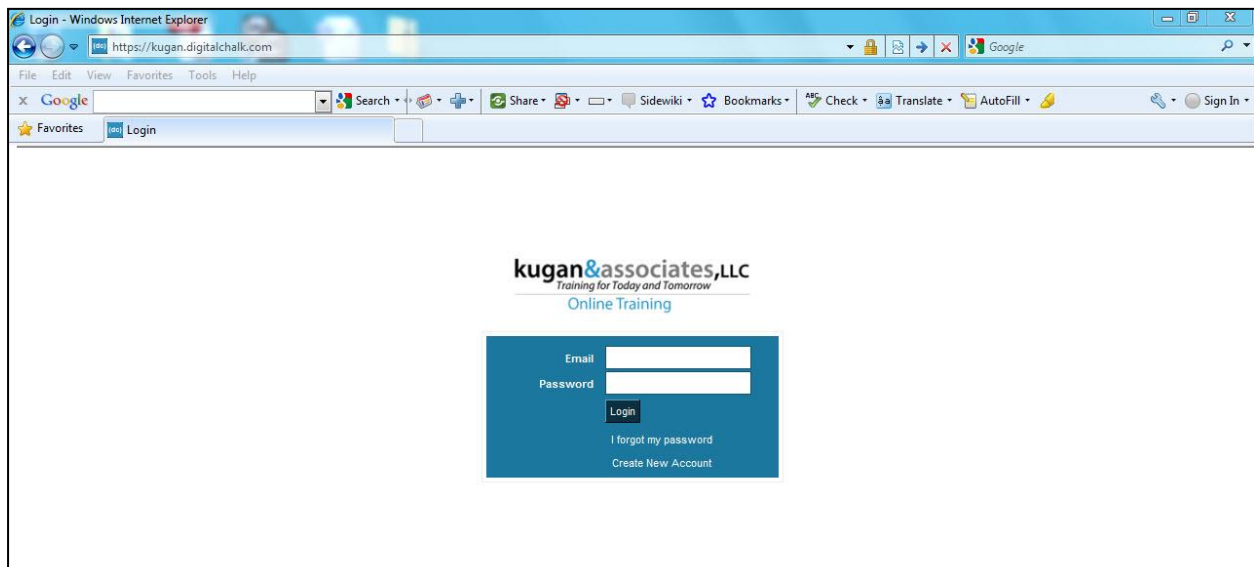 Login - Windows Internet Explorer
https://kugan.digitalchalk.com
Google
File Edit View Favorites Tools Help
x Google Search Share Sidewiki Bookmarks Check Translate AutoFill Sign In
Favorites Login
kugan&associates,LLC
Training for Today and Tomorrow
Online Training
Email
Password
Login
I forgot my password
Create New Account